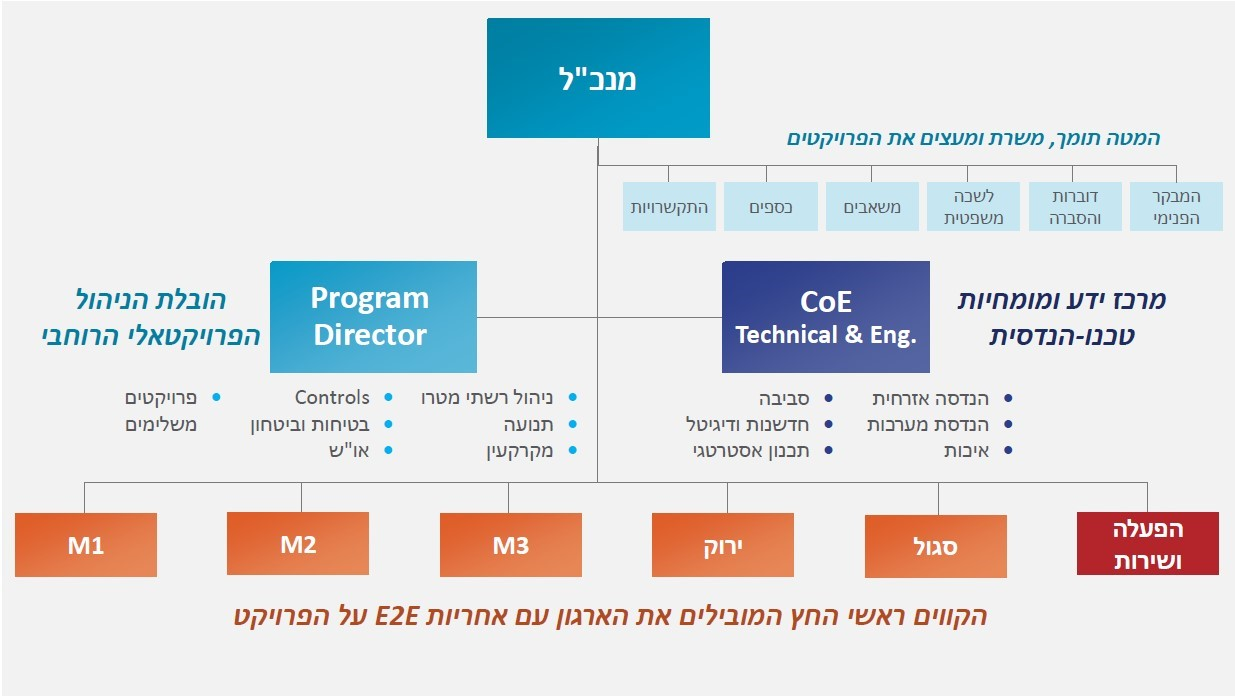 מנכ"ל
המטה תומך, משרת ומעצים את הפרויקטים
המבקר
הפנימי
דוברות
והסברה
לשכה
משפטית
משאבים
כספים
התקשרויות
מרכז ידע ומומחיות
טכנו-הנדסית
CoE
Technical & Eng.
Program
Director
הובלת הניהול
הפרויקטאלי הרוחבי
• הנדסה אזרחית
• הנדסת מערכות
• איכות
• סביבה
• חדשנות ודיגיטל
• תכנון אסטרטגי
• ניהול רשתי מטרו
• תנועה
• מקרקעין
• Controls
• בטיחות וביטחון
• או"ש
• פרויקטים
משלימים
הפעלה
ושירות
סגול
ירוק
M3
M2
M1
הקווים ראשי החץ המובילים את הארגון עם אחריות E2E על הפרויקט